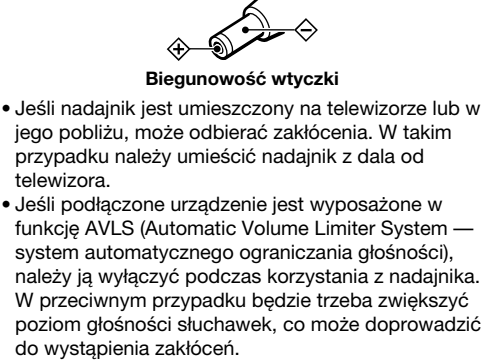 Biegunowość wtyczki
• Jeśli nadajnik jest umieszczony na telewizorze lub w
jego pobliżu, może odbierać zakłócenia. W takim
przypadku należy umieścić nadajnik z dala od
telewizora.
• Jeśli podłączone urządzenie jest wyposażone w
funkcję AVLS (Automatic Volume Limiter System —
system automatycznego ograniczania głośności),
należy ją wyłączyć podczas korzystania z nadajnika.
W przeciwnym przypadku będzie trzeba zwiększyć
poziom głośności słuchawek, co może doprowadzić
do wystąpienia zakłóceń.